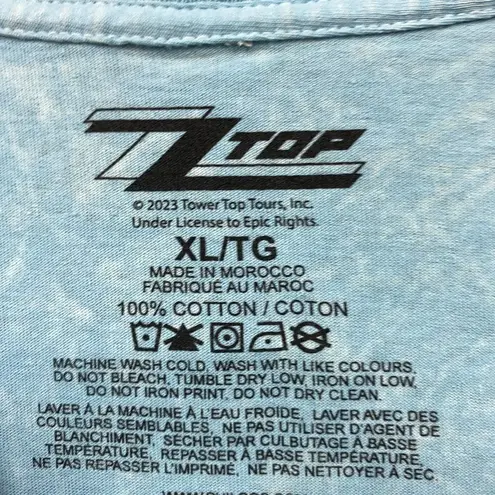 ZZ TOP
© 2023 Tower Top Tours, Inc.
Under License to Epic Rights.
XL/TG
MADE IN MOROCCO
FABRIQUÉ AU MAROC
100% COTTON / COTON
MACHINE WASH COLD, WASH WITH LIKE COLOURS,
DO NOT BLEACH, TUMBLE DRY LOW, IRON ON LOW,
DO NOT IRON PRINT, DO NOT DRY CLEAN.
LAVER À LA MACHINE À L'EAU FROIDE, LAVER AVEC DES
COULEURS SEMBLABLES, NE PAS UTILISER D'AGENT DE
BLANCHIMENT, SÉCHER PAR CULBUTAGE À BASSE
TEMPÉRATURE, REPASSER À BASSE TEMPÉRATURE,
NE PAS REPASSER L'IMPRIMÉ, NE PAS NETTOYER À SEC.